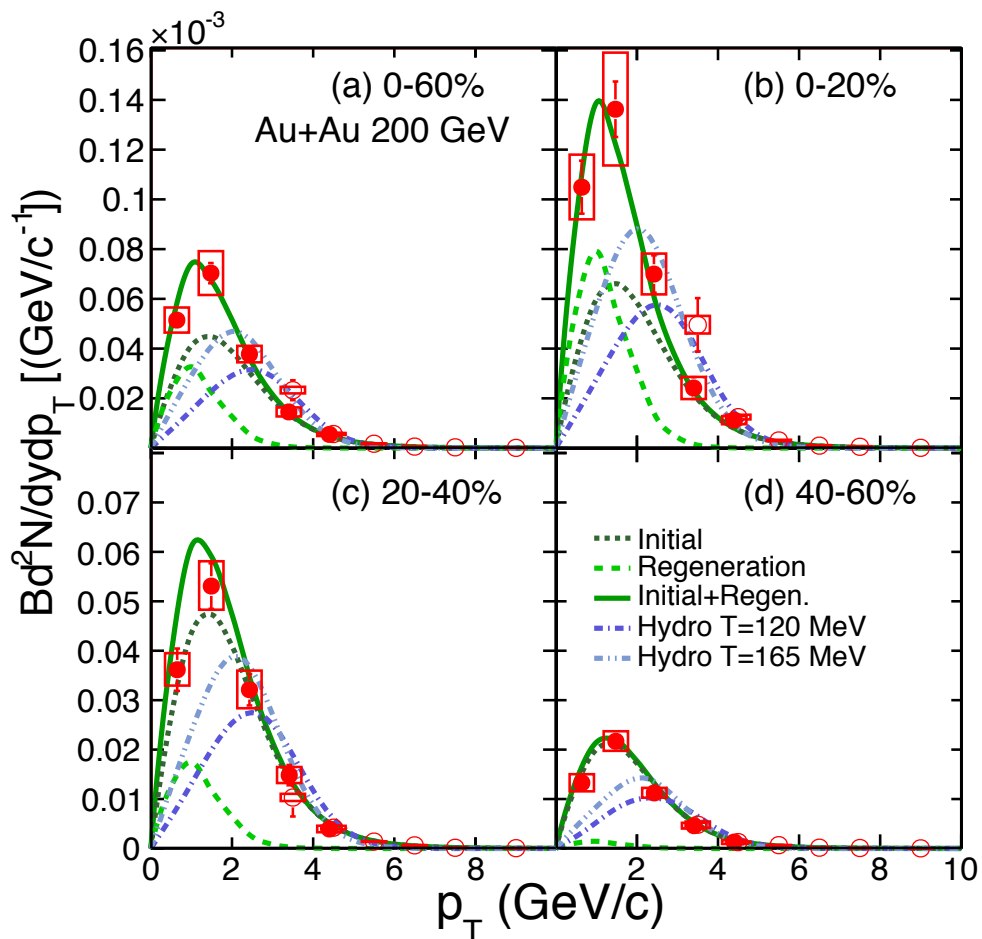 ×10⁻³
0.16
0.14
0.12
0.1
0.08
0.06
0.04
0.02
(a) 0-60%
Au+Au 200 GeV
(b) 0-20%
Bd²N/dydp_T [(GeV/c⁻¹)]
0.07
0.06
0.05
0.04
0.03
0.02
0.01
0
(c) 20-40%
(d) 40-60%
Initial
Regeneration
Initial+Regen.
Hydro T=120 MeV
Hydro T=165 MeV
0 2 4 6 8 2 4 6 8 10
p_T (GeV/c)